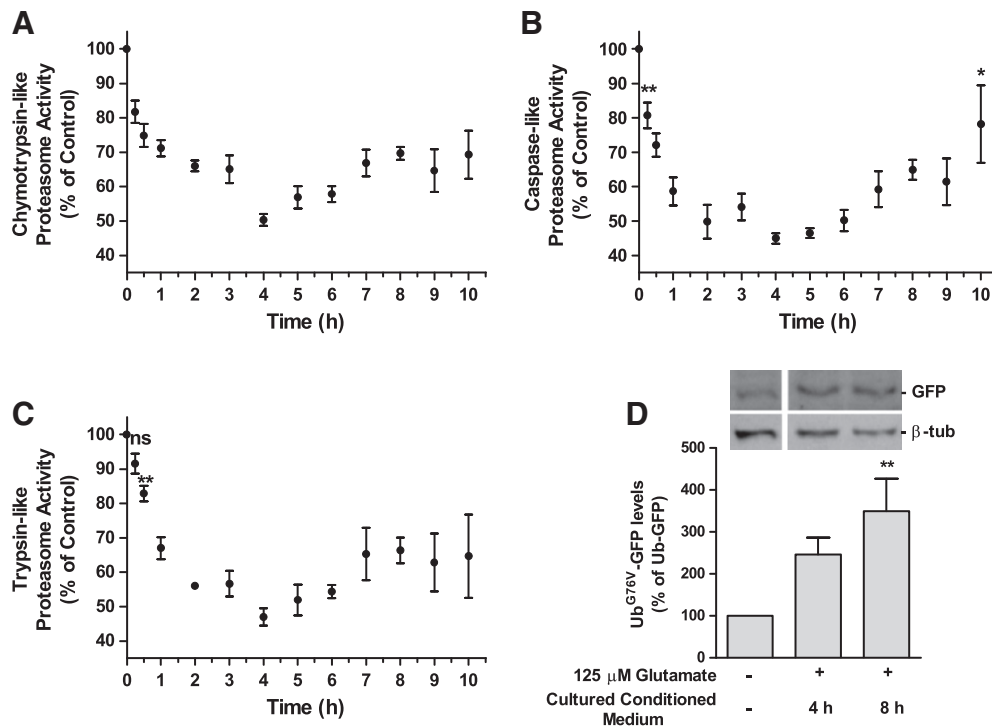 A
Chymotrypsin-like
Proteasome Activity
(% of Control)
100
90
80
70
60
50
40
0 1 2 3 4 5 6 7 8 9 10
Time (h)
B
Caspase-like
Proteasome Activity
(% of Control)
100
90
80
70
60
50
40
**
*
0 1 2 3 4 5 6 7 8 9 10
Time (h)
C
Trypsin-like
Proteasome Activity
(% of Control)
100
90
80
70
60
50
40
ns
**
0 1 2 3 4 5 6 7 8 9 10
Time (h)
D
GFP
β-tub
Ub^G76V-GFP levels
(% of Ub-GFP)
500
400
300
200
100
0
**
125 μM Glutamate - + +
Cultured Conditioned
Medium
- 4 h 8 h